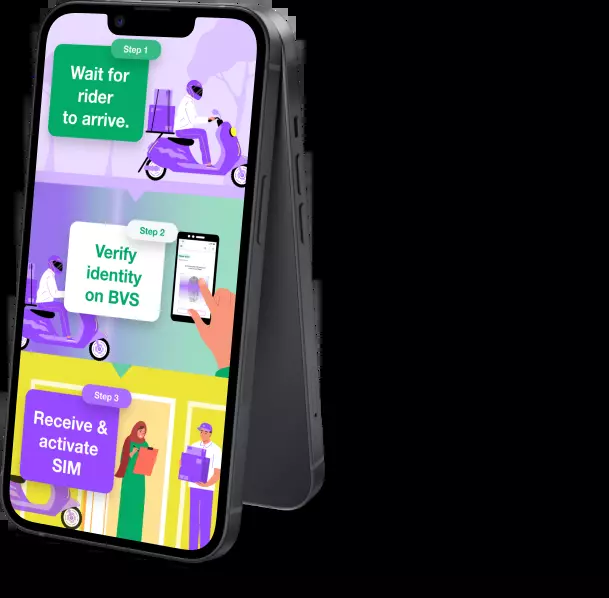 Step 1
Wait for
rider
to arrive.
Step 2
Verify
identity
on BVS
Step 3
Receive &
activate
SIM